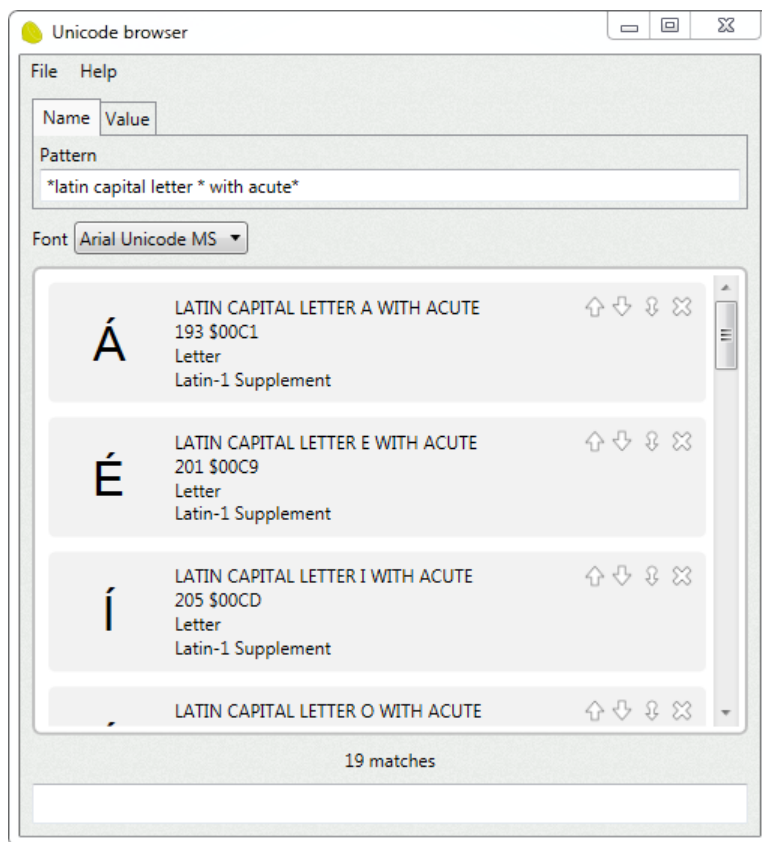 Unicode browser
File Help
Name Value
Pattern
*latin capital letter * with acute*
Font Arial Unicode MS
Á
LATIN CAPITAL LETTER A WITH ACUTE
193 $00C1
Letter
Latin-1 Supplement
É
LATIN CAPITAL LETTER E WITH ACUTE
201 $00C9
Letter
Latin-1 Supplement
Í
LATIN CAPITAL LETTER I WITH ACUTE
205 $00CD
Letter
Latin-1 Supplement
LATIN CAPITAL LETTER O WITH ACUTE
19 matches